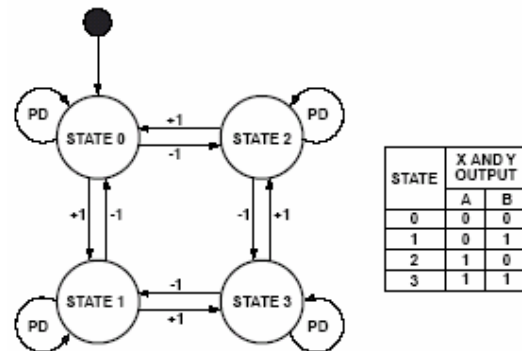 PD
STATE 0
+1
-1
STATE 2
PD
+1
-1
-1
+1
STATE 1
PD
-1
+1
STATE 3
PD
STATE X AND Y OUTPUT
A B
0 0 0
1 0 1
2 1 0
3 1 1